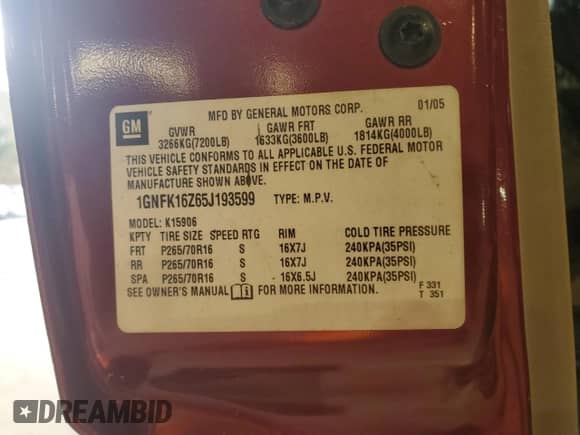 MFD BY GENERAL MOTORS CORP. 01/05
GM
GVWR GAWR FRT GAWR RR
3266KG(7200LB) 1633KG(3600LB) 1814KG(4000LB)
THIS VEHICLE CONFORMS TO ALL APPLICABLE U.S. FEDERAL MOTOR
VEHICLE SAFETY STANDARDS IN EFFECT ON THE DATE OF
MANUFACTURE SHOWN ABOVE.
1GNFK16Z65J193599 TYPE: M.P.V.
MODEL: K15906
KPTY TIRE SIZE SPEED RTG RIM COLD TIRE PRESSURE
FRT P265/70R16 S 16X7J 240KPA(35PSI)
RR P265/70R16 S 16X7J 240KPA(35PSI)
SPA P265/70R16 S 16X6.5J 240KPA(35PSI)
SEE OWNER'S MANUAL FOR MORE INFORMATION.
F 331
T 351
DREAMBID